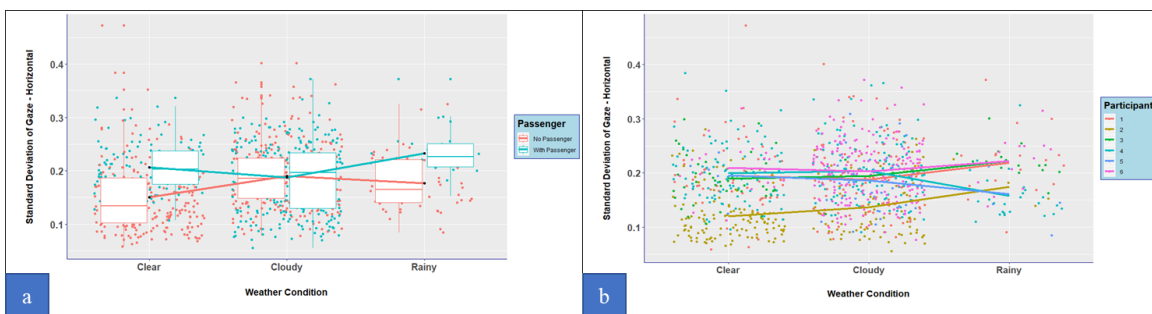 Standard Deviation of Gaze - Horizontal
0.4
0.3
0.2
0.1
Clear
Cloudy
Rainy
Weather Condition
Passenger
No Passenger
With Passenger
a
Standard Deviation of Gaze - Horizontal
0.4
0.3
0.2
0.1
Clear
Cloudy
Rainy
Weather Condition
Participant
1
2
3
4
5
6
b